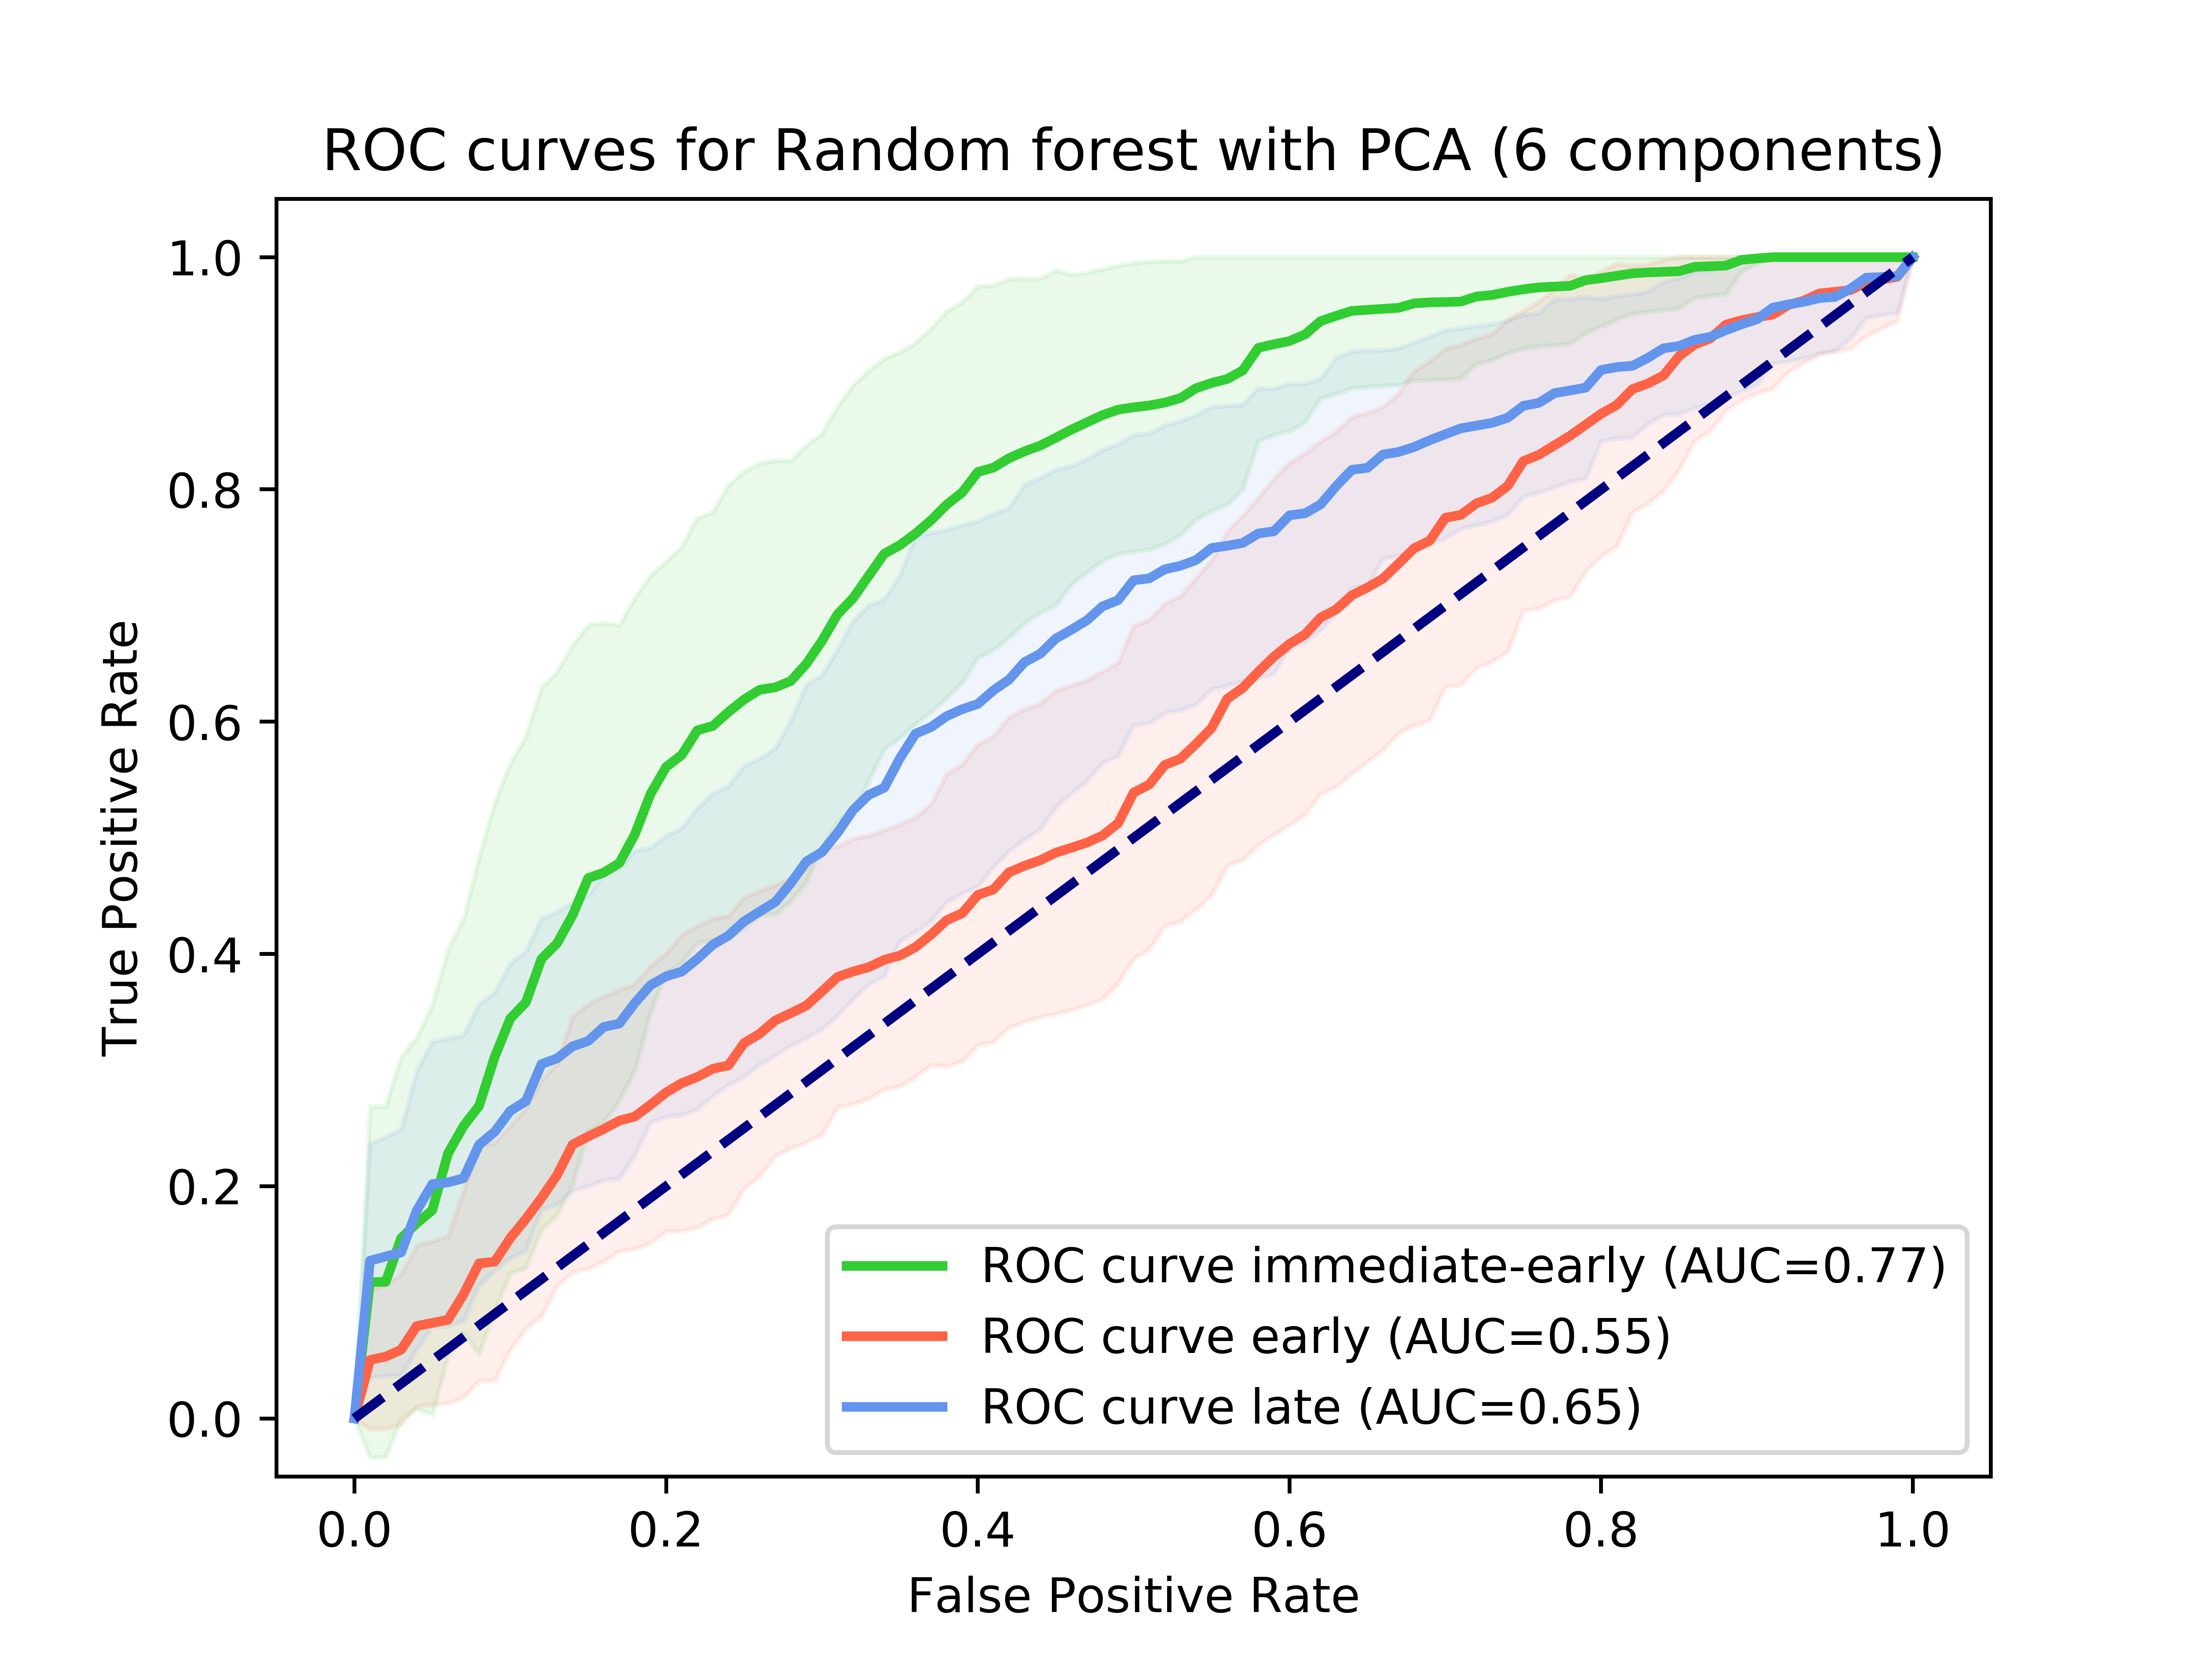 ROC curves for Random forest with PCA (6 components)
True Positive Rate
1.0
0.8
0.6
0.4
0.2
0.0
ROC curve immediate-early (AUC=0.77)
ROC curve early (AUC=0.55)
ROC curve late (AUC=0.65)
0.0 0.2 0.4 0.6 0.8 1.0
False Positive Rate